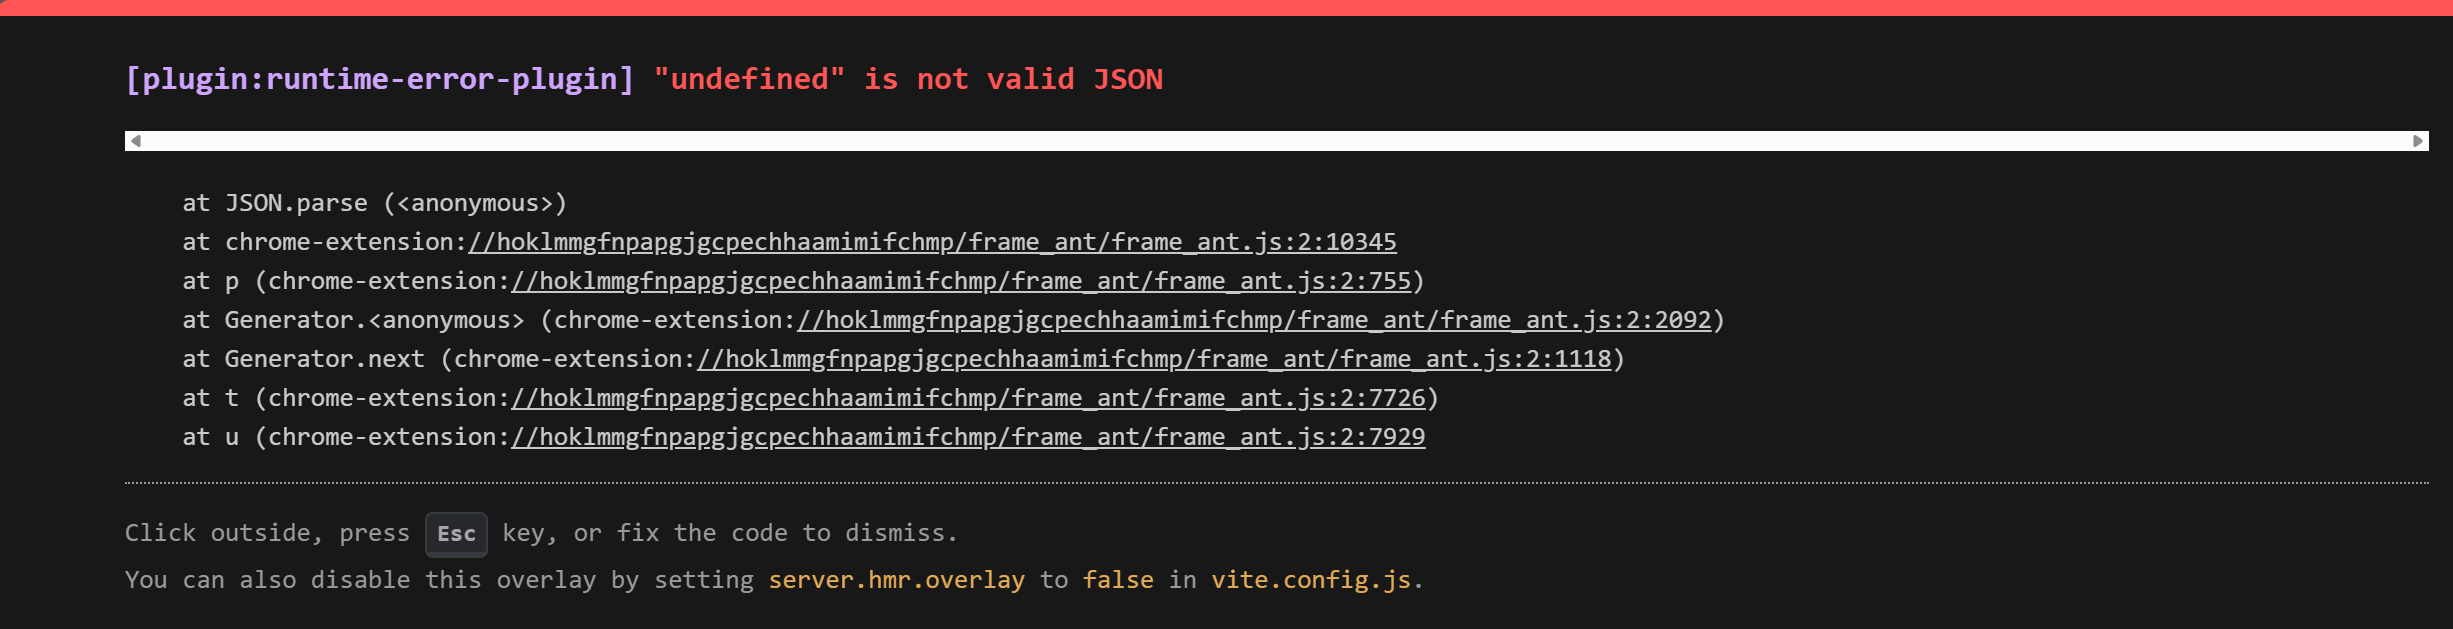 [plugin:runtime-error-plugin] "undefined" is not valid JSON
at JSON.parse (<anonymous>)
at chrome-extension://hoklmmgfnpapgjgcpechhaamimifchmp/frame_ant/frame_ant.js:2:10345
at p (chrome-extension://hoklmmgfnpapgjgcpechhaamimifchmp/frame_ant/frame_ant.js:2:755)
at Generator.<anonymous> (chrome-extension://hoklmmgfnpapgjgcpechhaamimifchmp/frame_ant/frame_ant.js:2:2092)
at Generator.next (chrome-extension://hoklmmgfnpapgjgcpechhaamimifchmp/frame_ant/frame_ant.js:2:1118)
at t (chrome-extension://hoklmmgfnpapgjgcpechhaamimifchmp/frame_ant/frame_ant.js:2:7726)
at u (chrome-extension://hoklmmgfnpapgjgcpechhaamimifchmp/frame_ant/frame_ant.js:2:7929
Click outside, press Esc key, or fix the code to dismiss.
You can also disable this overlay by setting server.hmr.overlay to false in vite.config.js.